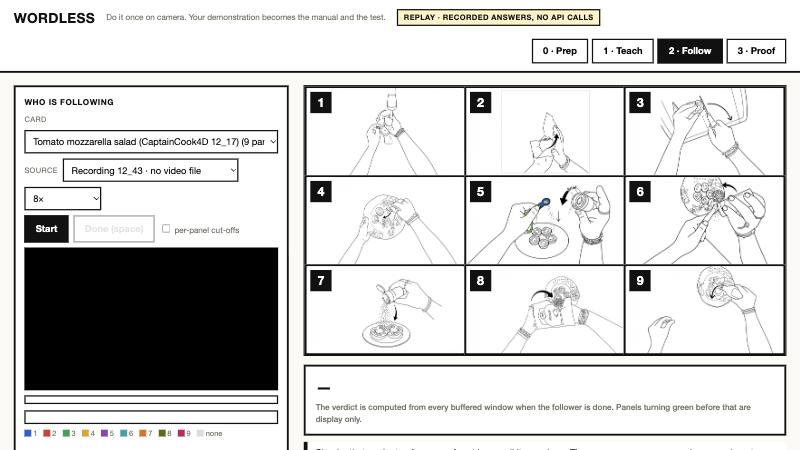 WORDLESS
Do it once on camera. Your demonstration becomes the manual and the test.
REPLAY · RECORDED ANSWERS, NO API CALLS
0 · Prep
1 · Teach
2 · Follow
3 · Proof
WHO IS FOLLOWING
CARD
Tomato mozzarella salad (CaptainCook4D 12_17) (9 par
SOURCE
Recording 12_43 · no video file
8×
Start
Done (space)
per-panel cut-offs
1 2 3 4 5 6 7 8 9 none
1
2
3
4
5
6
7
8
9
–
The verdict is computed from every buffered window when the follower is done. Panels turning green before that are
display only.